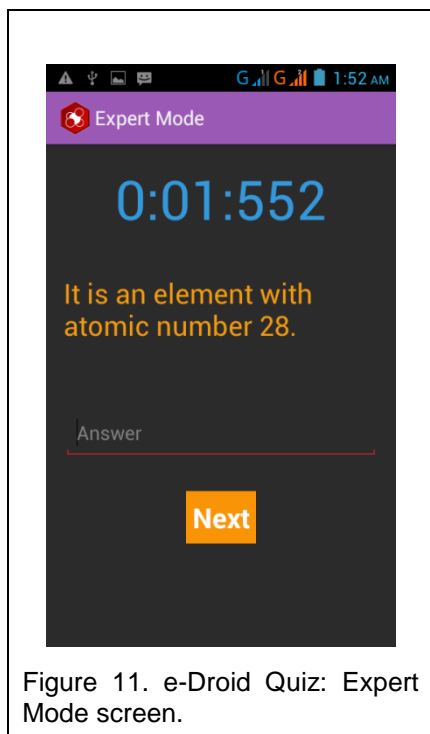 G G 1:52 AM
Expert Mode
0:01:552
It is an element with
atomic number 28.
Answer
Next
Figure 11. e-Droid Quiz: Expert
Mode screen.